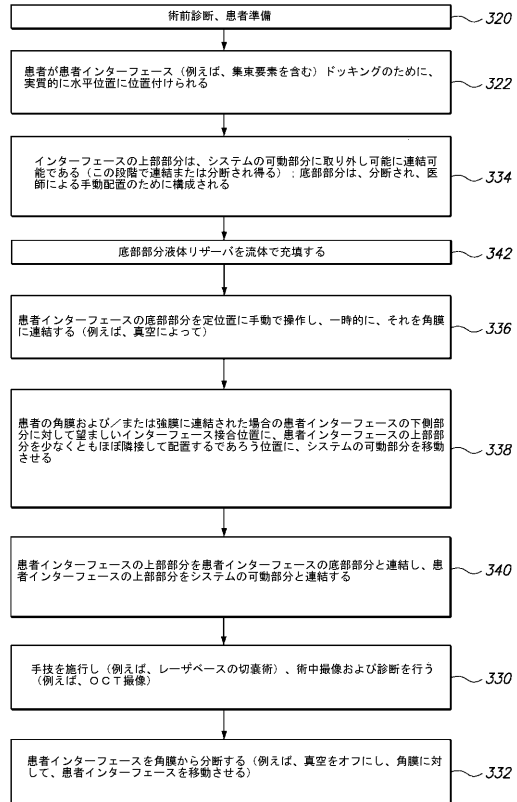 術前診断、患者準備
320
患者が患者インターフェース（例えば、集束要素を含む）ドッキングのために、
実質的に水平位置に位置付けられる
322
インターフェースの上部部分は、システムの可動部分に取り外し可能に連結可
能である（この段階で連結または分断され得る）；底部部分は、分断され、医
師による手動配置のために構成される
334
底部部分液体リザーバを流体で充填する
342
患者インターフェースの底部部分を定位置に手動で操作し、一時的に、それを角膜
に連結する（例えば、真空によって）
336
患者の角膜および／または強膜に連結された場合の患者インターフェースの下側部
分に対して望ましいインターフェース接合位置に、患者インターフェースの上部部
分を少なくともほぼ隣接して配置するであろう位置に、システムの可動部分を移動
させる
338
患者インターフェースの上部部分を患者インターフェースの底部部分と連結し、患
者インターフェースの上部部分をシステムの可動部分と連結する
340
手技を施行し（例えば、レーザベースの切嚢術）、術中撮像および診断を行う
（例えば、ＯＣＴ撮像）
330
患者インターフェースを角膜から分断する（例えば、真空をオフにし、角膜に対
して、患者インターフェースを移動させる）
332